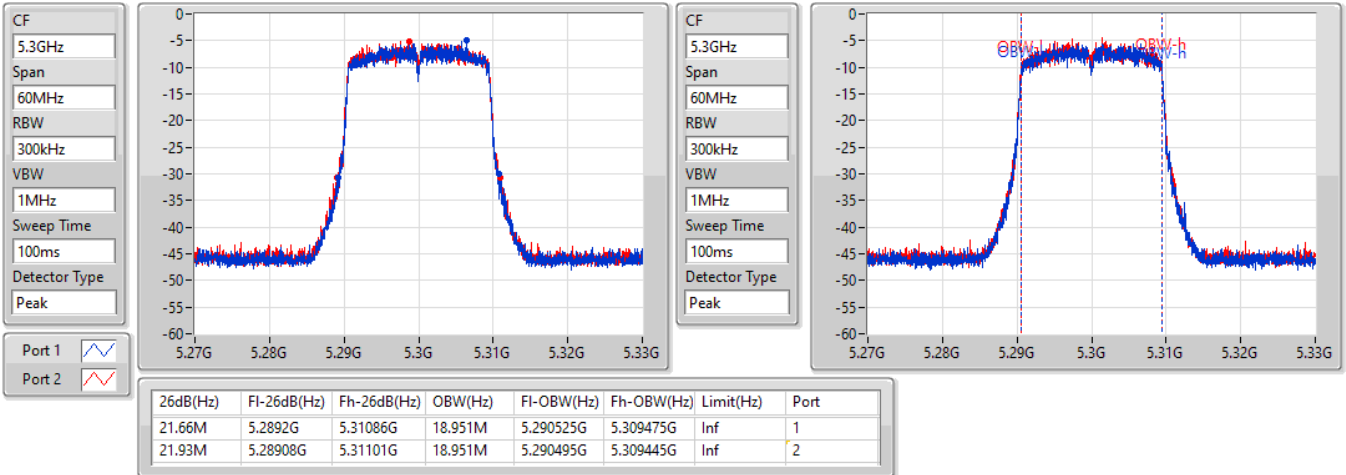 CF
5.3GHz
Span
60MHz
RBW
300kHz
VBW
1MHz
Sweep Time
100ms
Detector Type
Peak
0
-5
-10
-15
-20
-25
-30
-35
-40
-45
-50
-55
-60
5.27G 5.28G 5.29G 5.3G 5.31G 5.32G 5.33G
CF
5.3GHz
Span
60MHz
RBW
300kHz
VBW
1MHz
Sweep Time
100ms
Detector Type
Peak
0
-5
-10
-15
-20
-25
-30
-35
-40
-45
-50
-55
-60
OBW-h
5.27G 5.28G 5.29G 5.3G 5.31G 5.32G 5.33G
Port 1
Port 2
26dB(Hz) Fl-26dB(Hz) Fh-26dB(Hz) OBW(Hz) Fl-OBW(Hz) Fh-OBW(Hz) Limit(Hz) Port
21.66M 5.2892G 5.31086G 18.951M 5.290525G 5.309475G Inf 1
21.93M 5.28908G 5.31101G 18.951M 5.290495G 5.309445G Inf 2